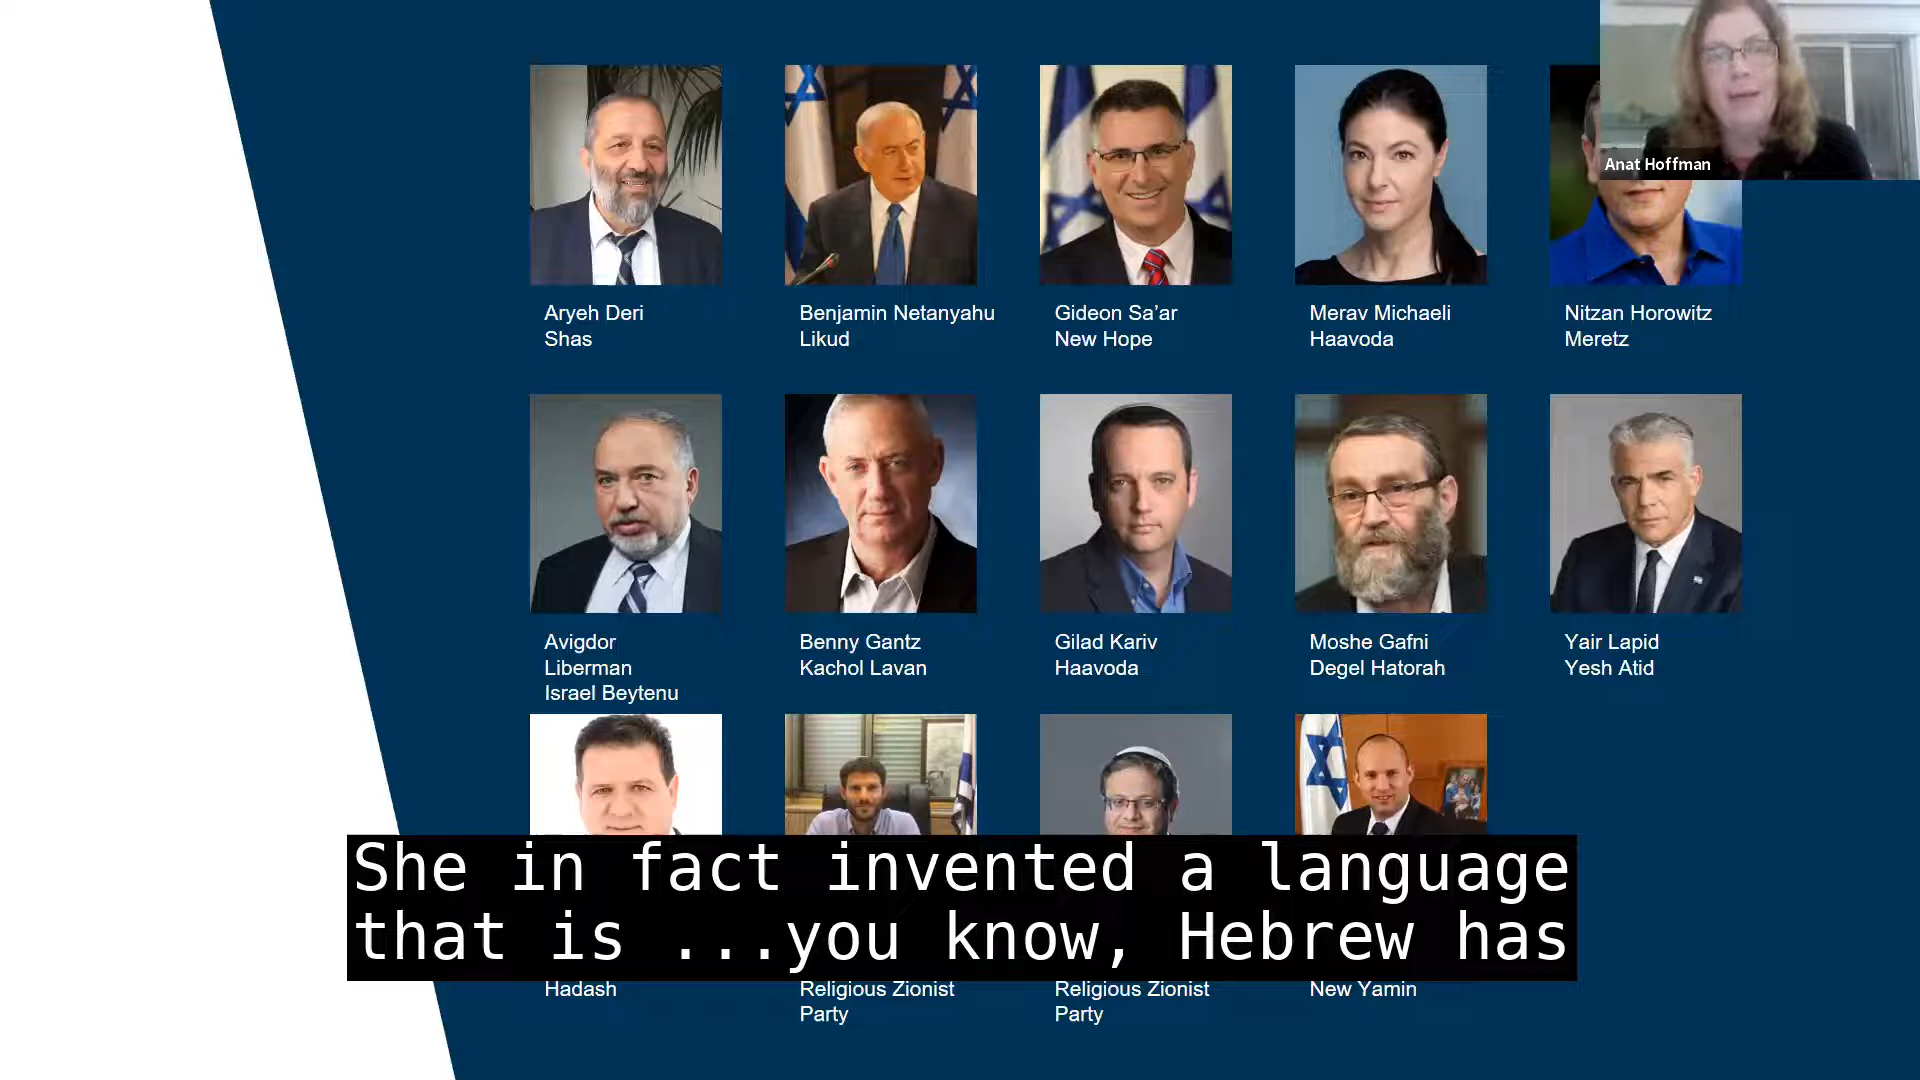 Anat Hoffman
Aryeh Deri
Shas
Benjamin Netanyahu
Likud
Gideon Sa’ar
New Hope
Merav Michaeli
Haavoda
Nitzan Horowitz
Meretz
Avigdor
Liberman
Israel Beytenu
Benny Gantz
Kachol Lavan
Gilad Kariv
Haavoda
Moshe Gafni
Degel Hatorah
Yair Lapid
Yesh Atid
She in fact invented a language
that is ...you know, Hebrew has
Hadash
Religious Zionist
Party
Religious Zionist
Party
New Yamin